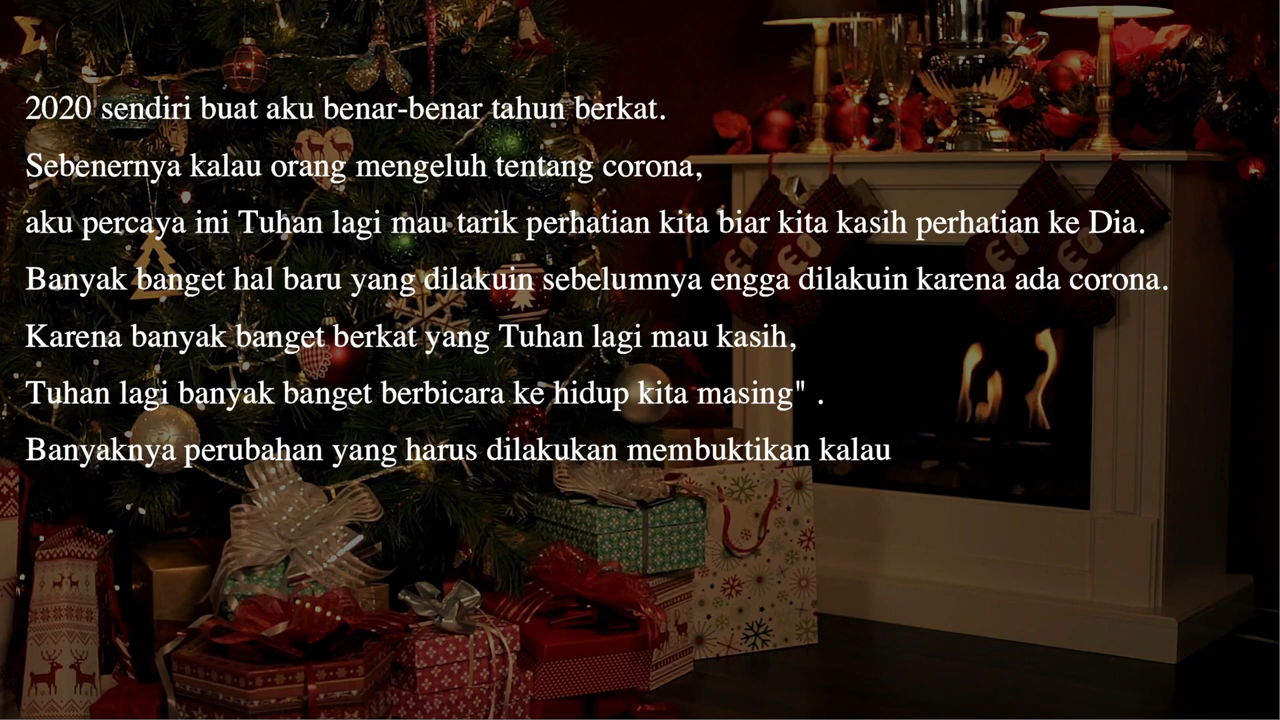 2020 sendiri buat aku benar-benar tahun berkat.
Sebenernya kalau orang mengeluh tentang corona,
aku percaya ini Tuhan lagi mau tarik perhatian kita biar kita kasih perhatian ke Dia.
Banyak banget hal baru yang dilakuin sebelumnya engga dilakuin karena ada corona.
Karena banyak banget berkat yang Tuhan lagi mau kasih,
Tuhan lagi banyak banget berbicara ke hidup kita masing" .
Banyaknya perubahan yang harus dilakukan membuktikan kalau